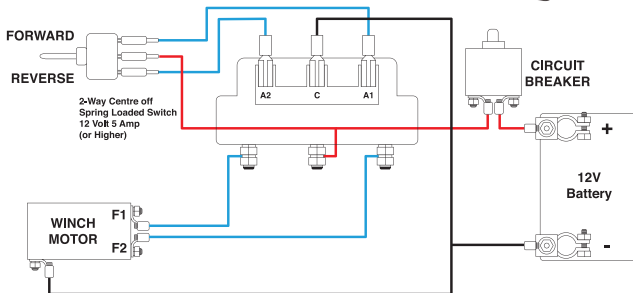 FORWARD
REVERSE
2-Way Centre off
Spring Loaded Switch
12 Volt 5 Amp
(or Higher)
A2
C
A1
CIRCUIT
BREAKER
+
12V
Battery
-
WINCH
MOTOR
F1
F2